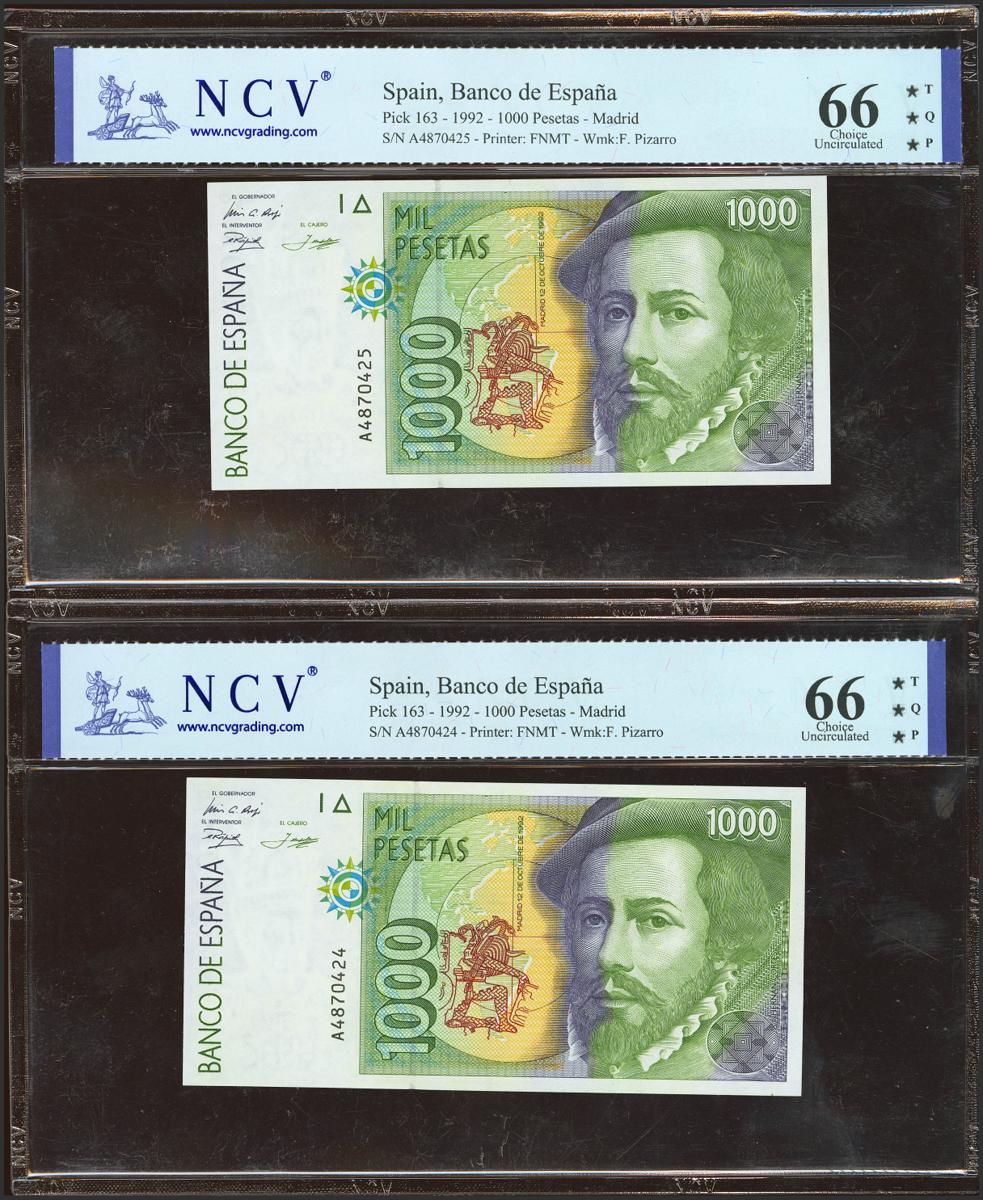 NCV
NCV
NCV®
www.ncvgrading.com
Spain, Banco de España
Pick 163 - 1992 - 1000 Pesetas - Madrid
S/N A4870425 - Printer: FNMT - Wmk:F. Pizarro
66
Choice
Uncirculated
★ T
★ Q
★ P
EL GOBERNADOR
EL INTERVENTOR
EL CAJERO
BANCO DE ESPAÑA
A4870425
MIL
PESETAS
1000
MADRID 12 DE OCTUBRE DE 1992
1000
NCV
NCV
NCV®
www.ncvgrading.com
Spain, Banco de España
Pick 163 - 1992 - 1000 Pesetas - Madrid
S/N A4870424 - Printer: FNMT - Wmk:F. Pizarro
66
Choice
Uncirculated
★ T
★ Q
★ P
EL GOBERNADOR
EL INTERVENTOR
EL CAJERO
BANCO DE ESPAÑA
A4870424
MIL
PESETAS
1000
MADRID 12 DE OCTUBRE DE 1992
1000